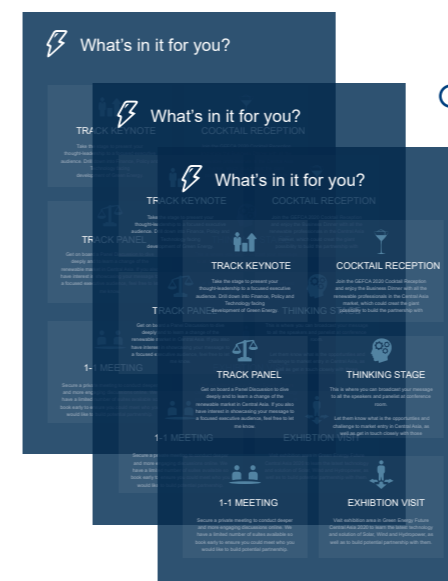 What's in it for you?
What's in it for you?
What's in it for you?
TRACK KEYNOTE
Take the stage to present your
thought-leadership to a focused executive
audience. Drill down into Finance, Policy and
Technology facing
development of Green Energy.
COCKTAIL RECEPTION
Join the GEFCA 2020 Cocktail Reception
and enjoy the Business Dinner with all the
renewable professionals in the Central Asia
market, which could steer the giant
possibility to build the partnership with
TRACK PANEL
Get on board a Panel Discussion to dive
deeply and to learn a change of the
renewable market in Central Asia. If you also
have interest in showcasing your message to
a focused executive audience, feel free to let
me know.
THINKING STAGE
This is where you can broadcast your message
to all the speakers and panelist at conference
room.
Let them know what is the opportunities and
challenge to market entry in Central Asia, as
well as get in touch closely with those
1-1 MEETING
Secure a private meeting to conduct deeper
and more engaging discussions online. We
have a limited number of suites available so
book early to ensure you could meet who you
would like to build potential partnership.
EXHIBTION VISIT
Visit exhibition area in Green Energy Future
Central Asia 2020 to learn the latest technology
and solution of Solar, Wind and Hydropower, as
well as to build potential partnership with them.